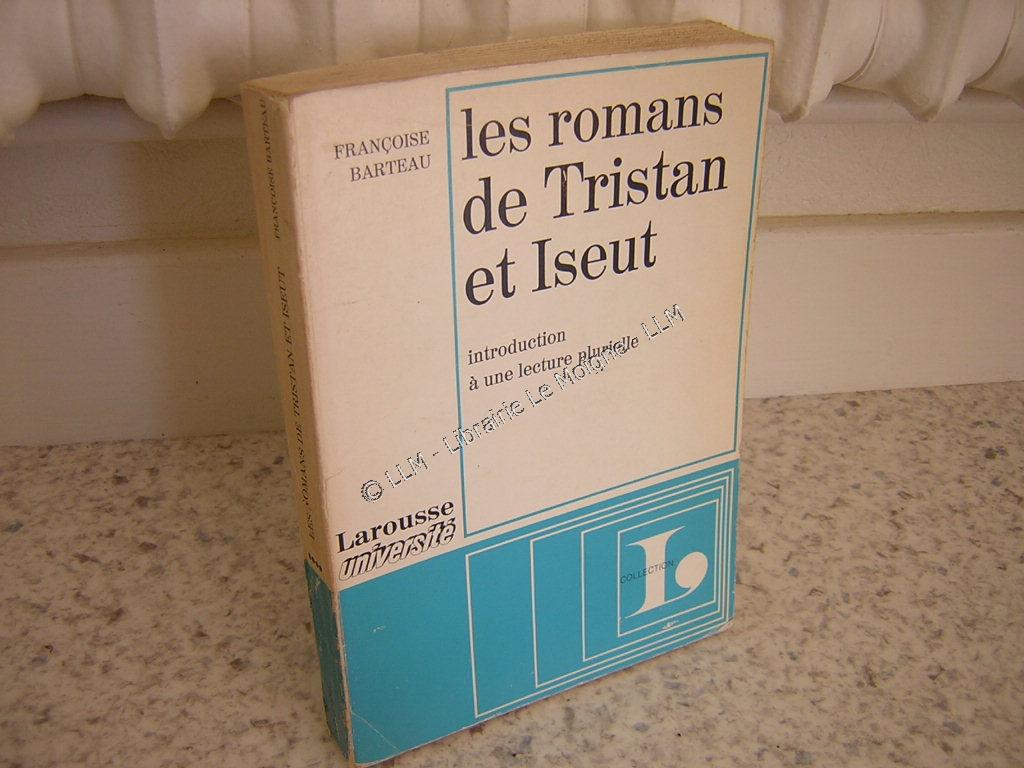 FRANÇOISE
BARTEAU
les romans
de Tristan
et Iseut
introduction
à une lecture plurielle
© LLM - Librairie Le Moigne LLM
Larousse
université
COLLECTION
L
FRANÇOISE BARTEAU
LES ROMANS DE TRISTAN ET ISEUT